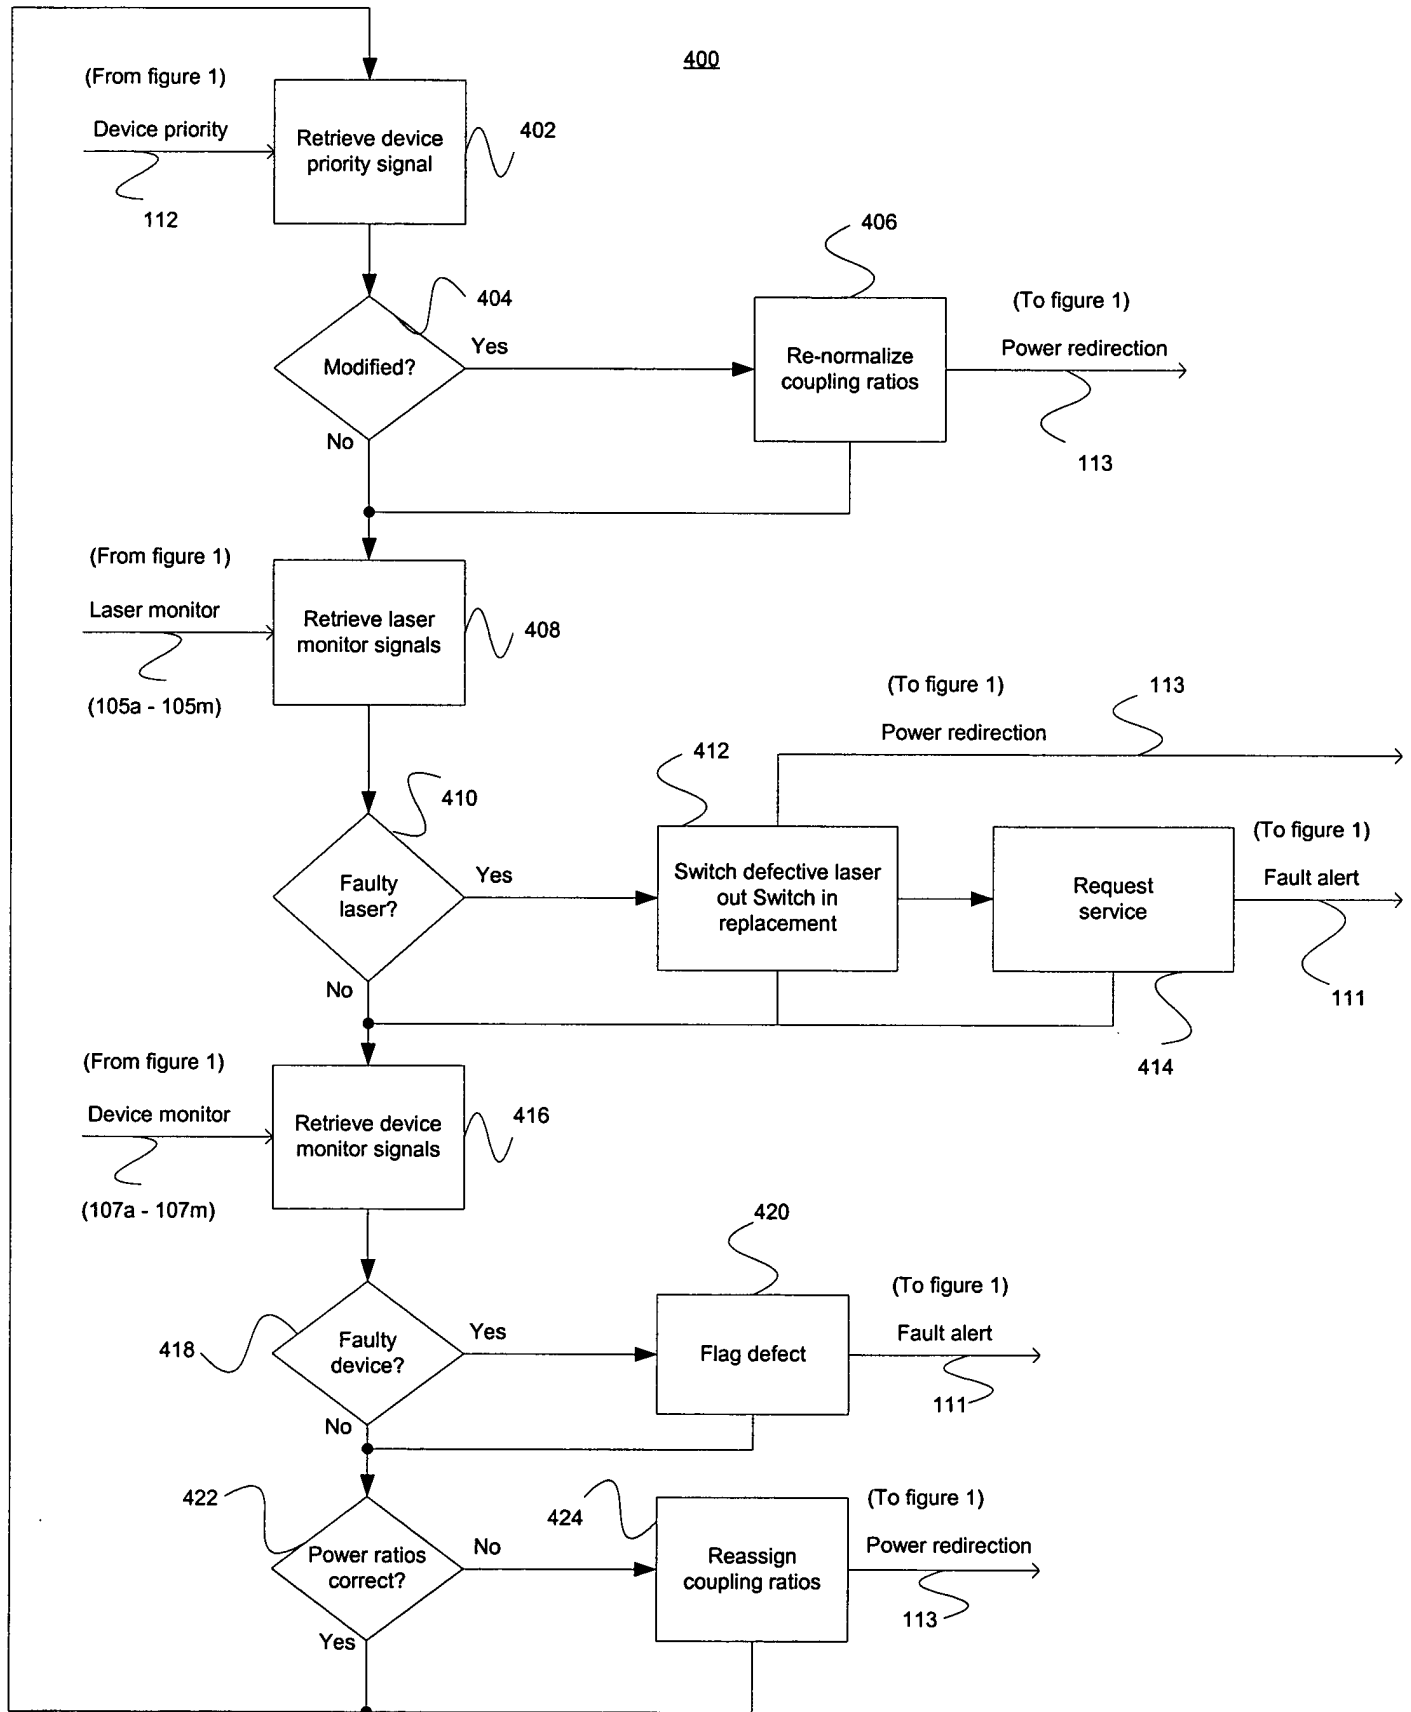 400
(From figure 1)
Device priority
112
Retrieve device
priority signal
402
404
Modified?
Yes
No
406
Re-normalize
coupling ratios
(To figure 1)
Power redirection
113
(From figure 1)
Laser monitor
(105a - 105m)
Retrieve laser
monitor signals
408
410
Faulty
laser?
Yes
No
412
Switch defective laser
out Switch in
replacement
(To figure 1)
Power redirection
113
Request
service
414
(To figure 1)
Fault alert
111
(From figure 1)
Device monitor
(107a - 107m)
Retrieve device
monitor signals
416
418
Faulty
device?
Yes
No
420
Flag defect
(To figure 1)
Fault alert
111
422
Power ratios
correct?
No
Yes
424
Reassign
coupling ratios
(To figure 1)
Power redirection
113